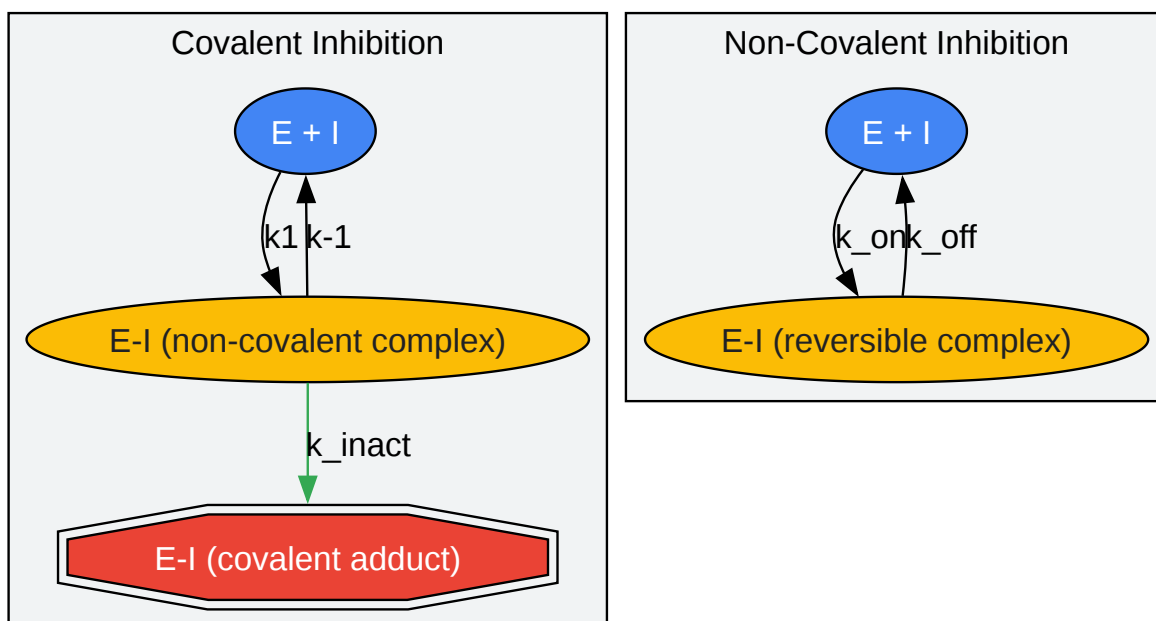 Covalent Inhibition
E + I
k1
k-1
E-I (non-covalent complex)
k_inact
E-I (covalent adduct)
Non-Covalent Inhibition
E + I
k_on
k_off
E-I (reversible complex)